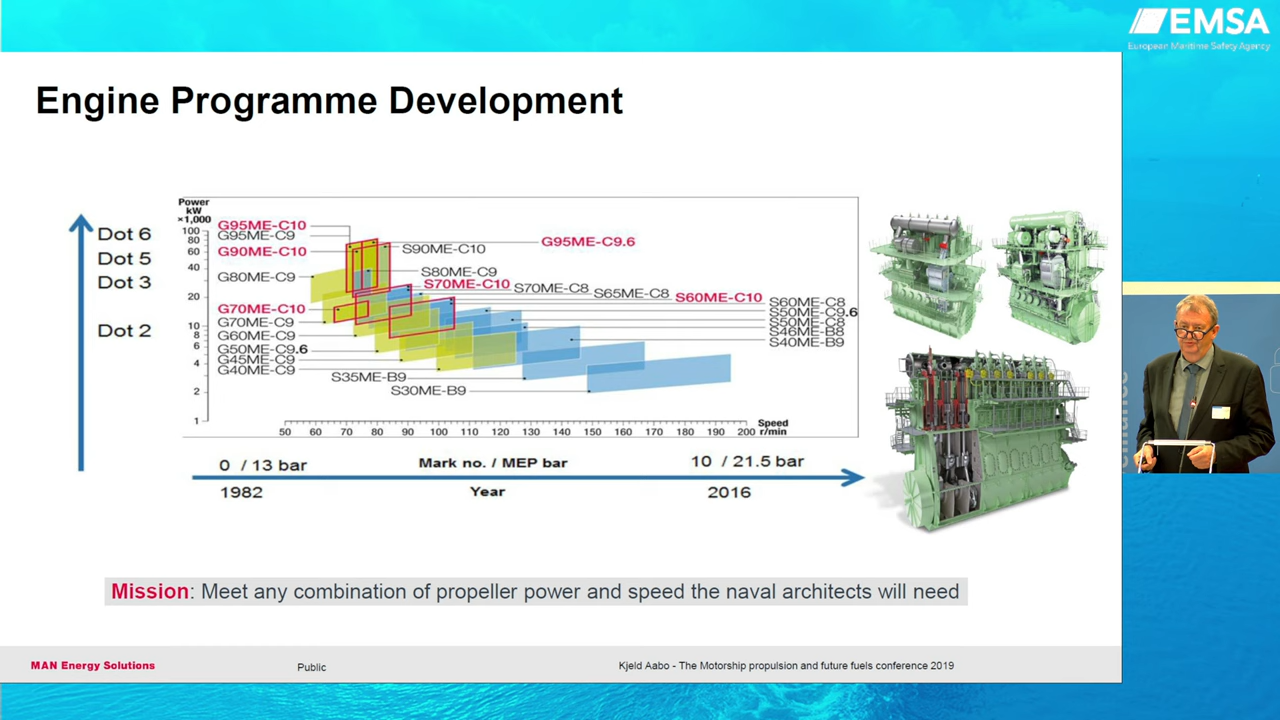 EMSA
European Maritime Safety Agency
Engine Programme Development
Power
kW
×1,000
100
80
60
40
20
10
8
6
4
2
1
Dot 6
Dot 5
Dot 3
Dot 2
G95ME-C10
G95ME-C9
G90ME-C10
G80ME-C9
G70ME-C10
G70ME-C9
G60ME-C9
G50ME-C9.6
G45ME-C9
G40ME-C9
S35ME-B9
S30ME-B9
G95ME-C9.6
S90ME-C10
S80ME-C9
S70ME-C10
S70ME-C8
S65ME-C8
S60ME-C10
S60ME-C8
S50ME-C9.6
S50ME-C8
S46ME-B8
S40ME-B9
50 60 70 80 90 100 110 120 130 140 150 160 170 180 190 200
Speed
r/min
0 / 13 bar Mark no. / MEP bar 10 / 21.5 bar
1982 Year 2016
Mission: Meet any combination of propeller power and speed the naval architects will need
MAN Energy Solutions Public Kjeld Aabo - The Motorship propulsion and future fuels conference 2019